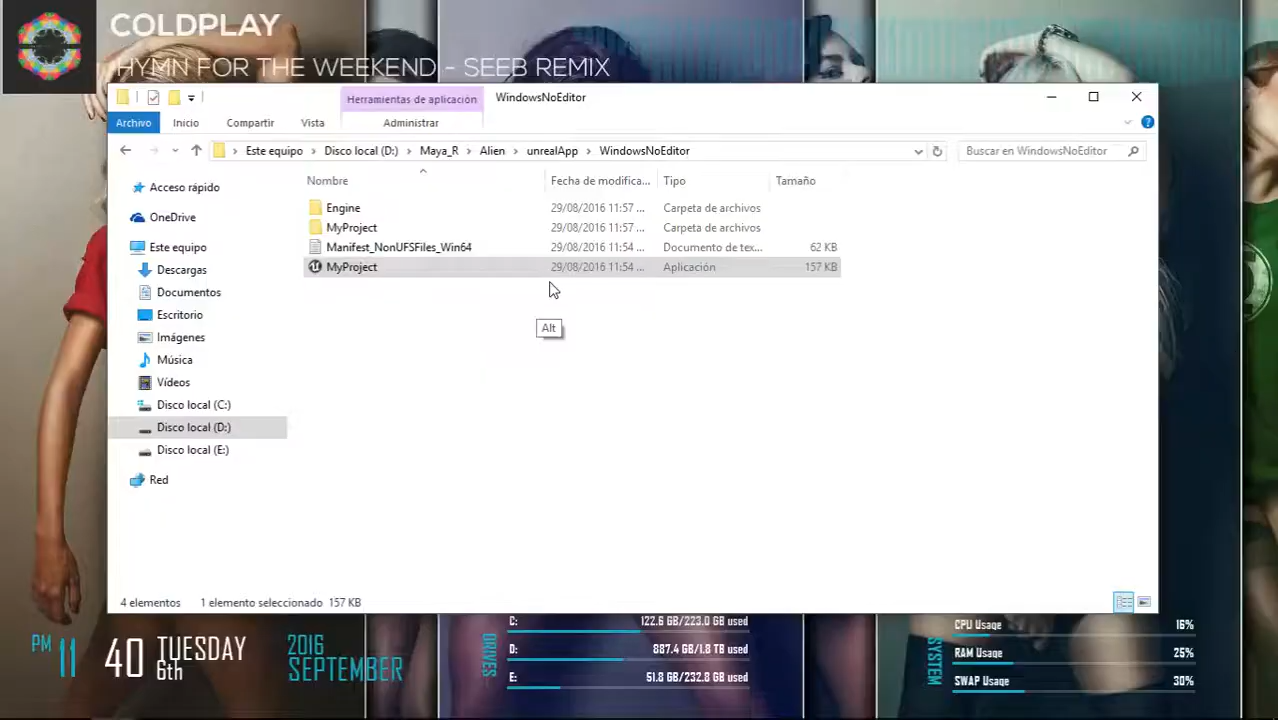 COLDPLAY
HYMN FOR THE WEEKEND - SEEB REMIX
Herramientas de aplicación
WindowsNoEditor
Archivo
Inicio
Compartir
Vista
Administrar
Este equipo
Disco local (D:)
Maya_R
Alien
unrealApp
WindowsNoEditor
Buscar en WindowsNoEditor
Nombre
Fecha de modifica...
Tipo
Tamaño
Engine 29/08/2016 11:57 ... Carpeta de archivos
MyProject 29/08/2016 11:57 ... Carpeta de archivos
Manifest_NonUFSFiles_Win64 29/08/2016 11:54 ... Documento de tex... 62 KB
MyProject 29/08/2016 11:54 ... Aplicación 157 KB
Alt
Acceso rápido
OneDrive
Este equipo
Descargas
Documentos
Escritorio
Imágenes
Música
Vídeos
Disco local (C:)
Disco local (D:)
Disco local (E:)
Red
4 elementos
1 elemento seleccionado 157 KB
PM 11 40 TUESDAY 6th
2016 SEPTEMBER
DRIVES
C: 122.6 GB/223.0 GB used
D: 887.4 GB/1.8 TB used
E: 51.8 GB/232.8 GB used
SYSTEM
CPU Usage 16%
RAM Usage 25%
SWAP Usage 30%